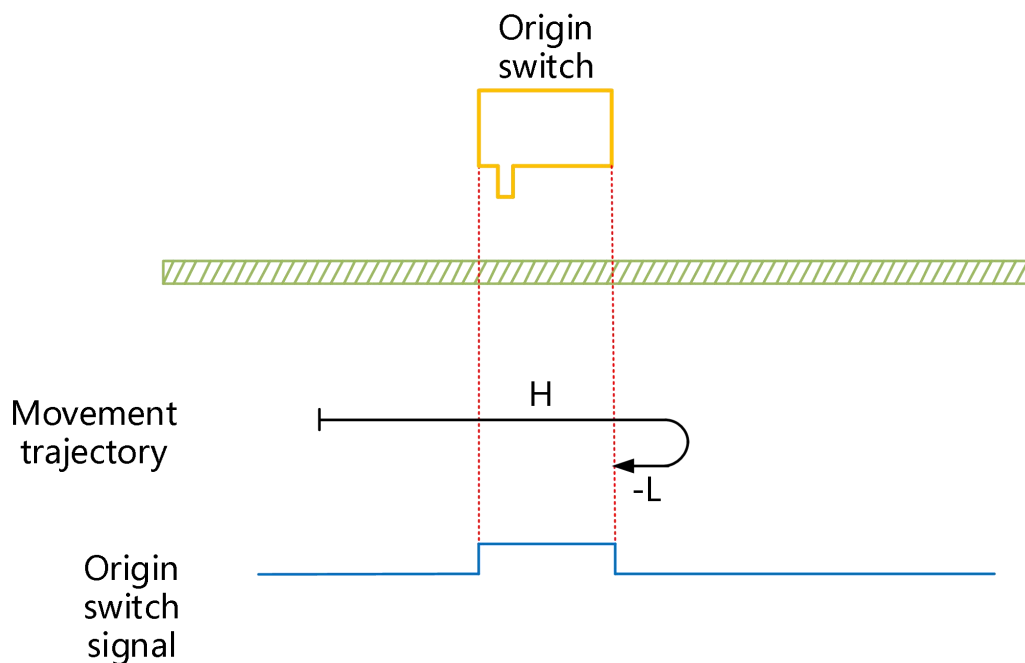 Origin
switch
H
Movement
trajectory
-L
Origin
switch
signal